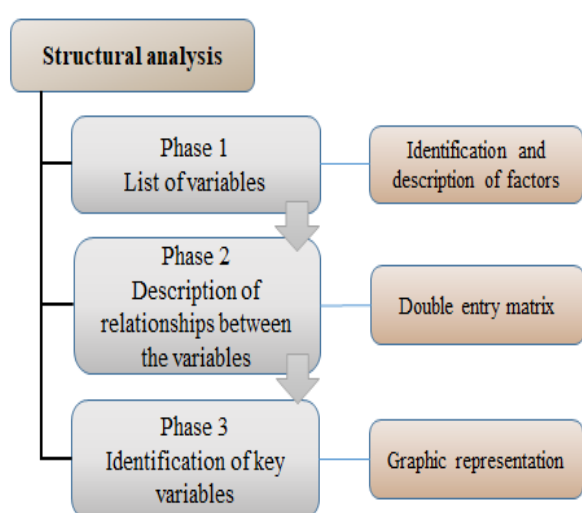 Structural analysis
Phase 1
List of variables
Identification and
description of factors
Phase 2
Description of
relationships between
the variables
Double entry matrix
Phase 3
Identification of key
variables
Graphic representation